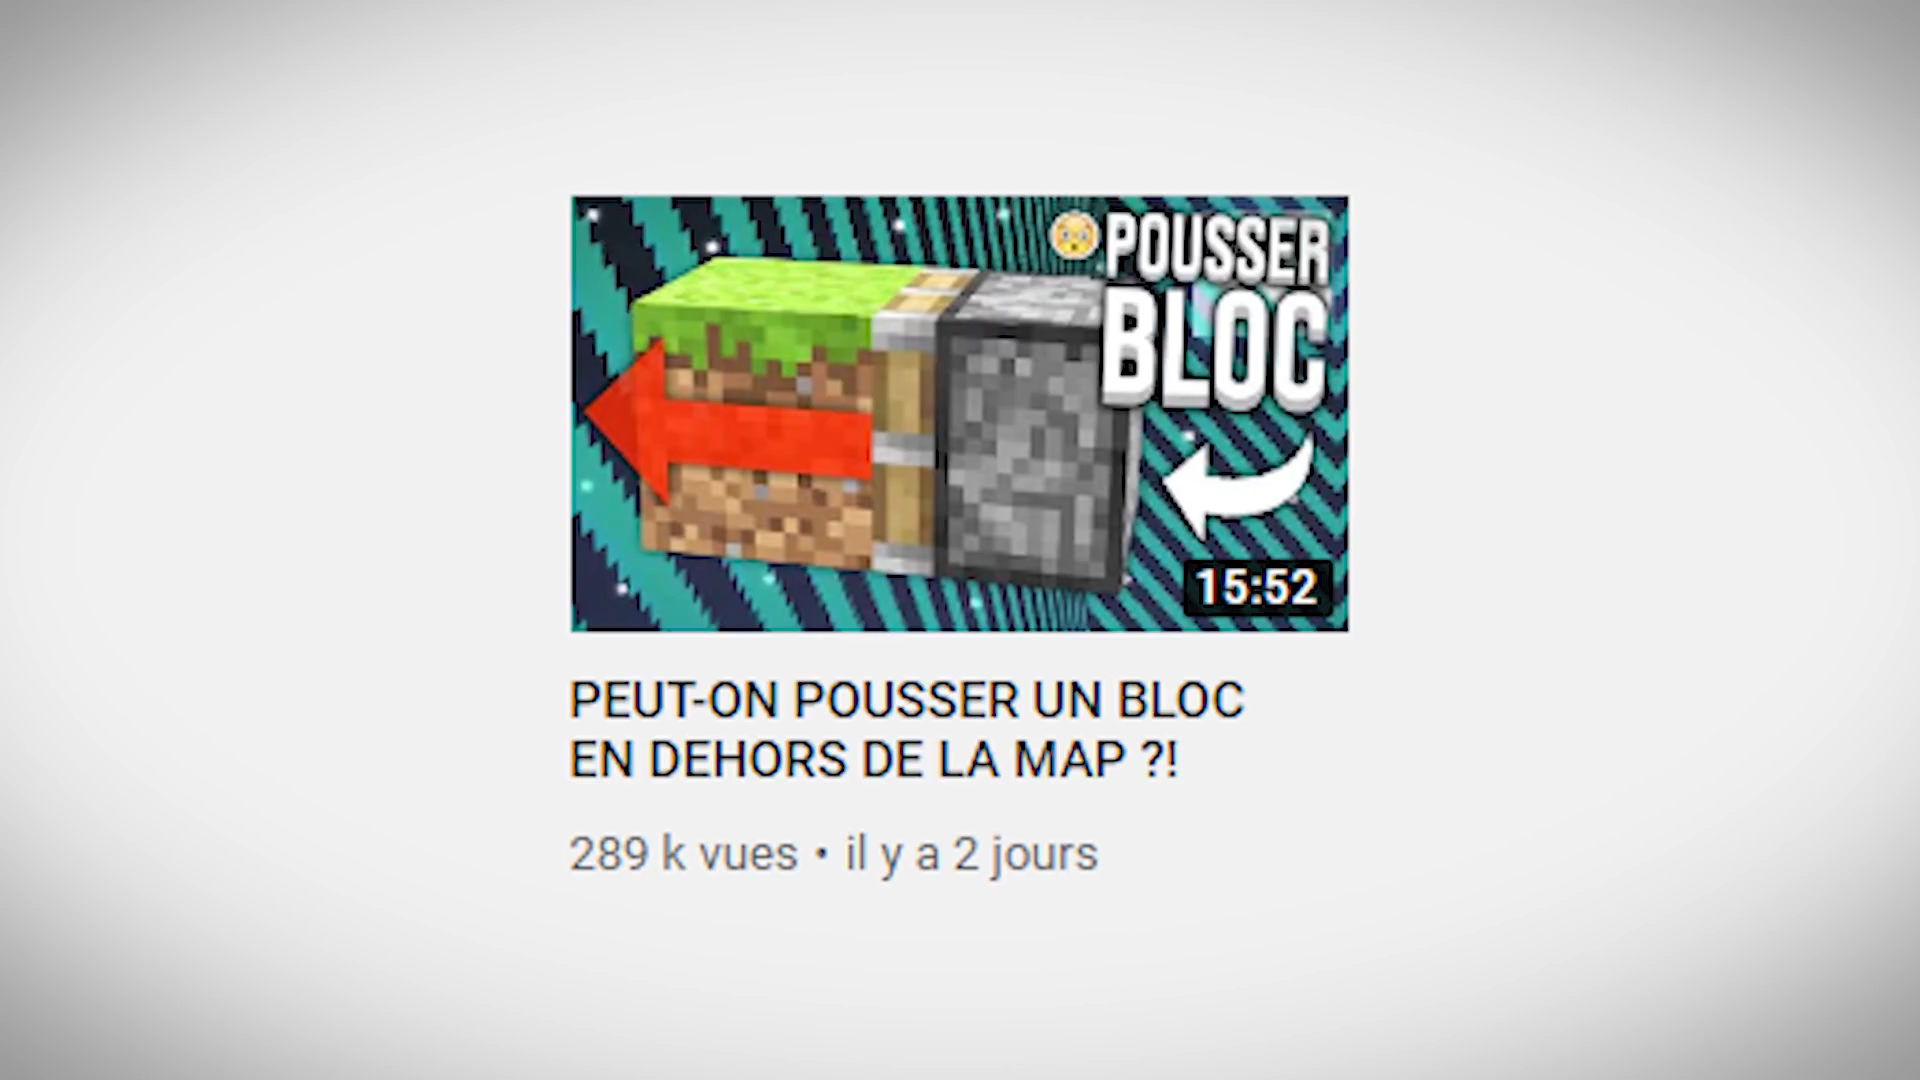 POUSSER
BLOC
15:52
PEUT-ON POUSSER UN BLOC
EN DEHORS DE LA MAP ?!
289 k vues • il y a 2 jours